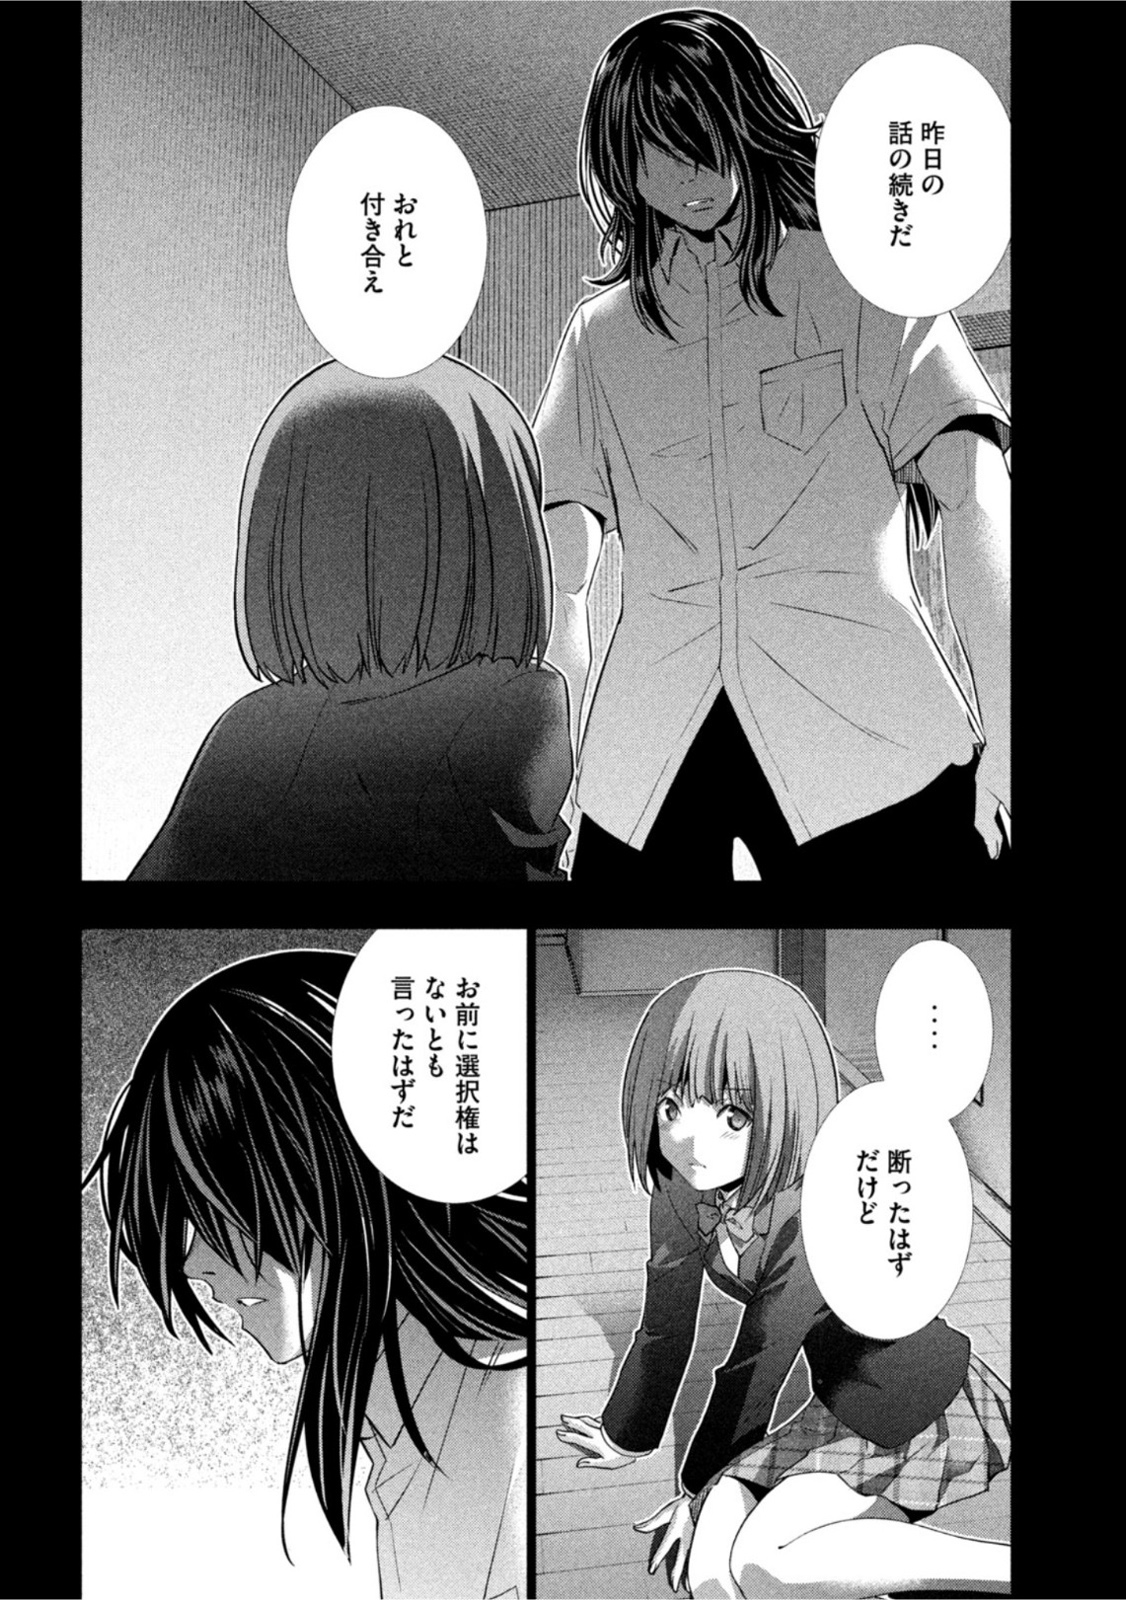 昨日の
話の続きだ
おれと
付き合え
‥‥
断ったはず
だけど
お前に選択権は
ないとも
言ったはずだ